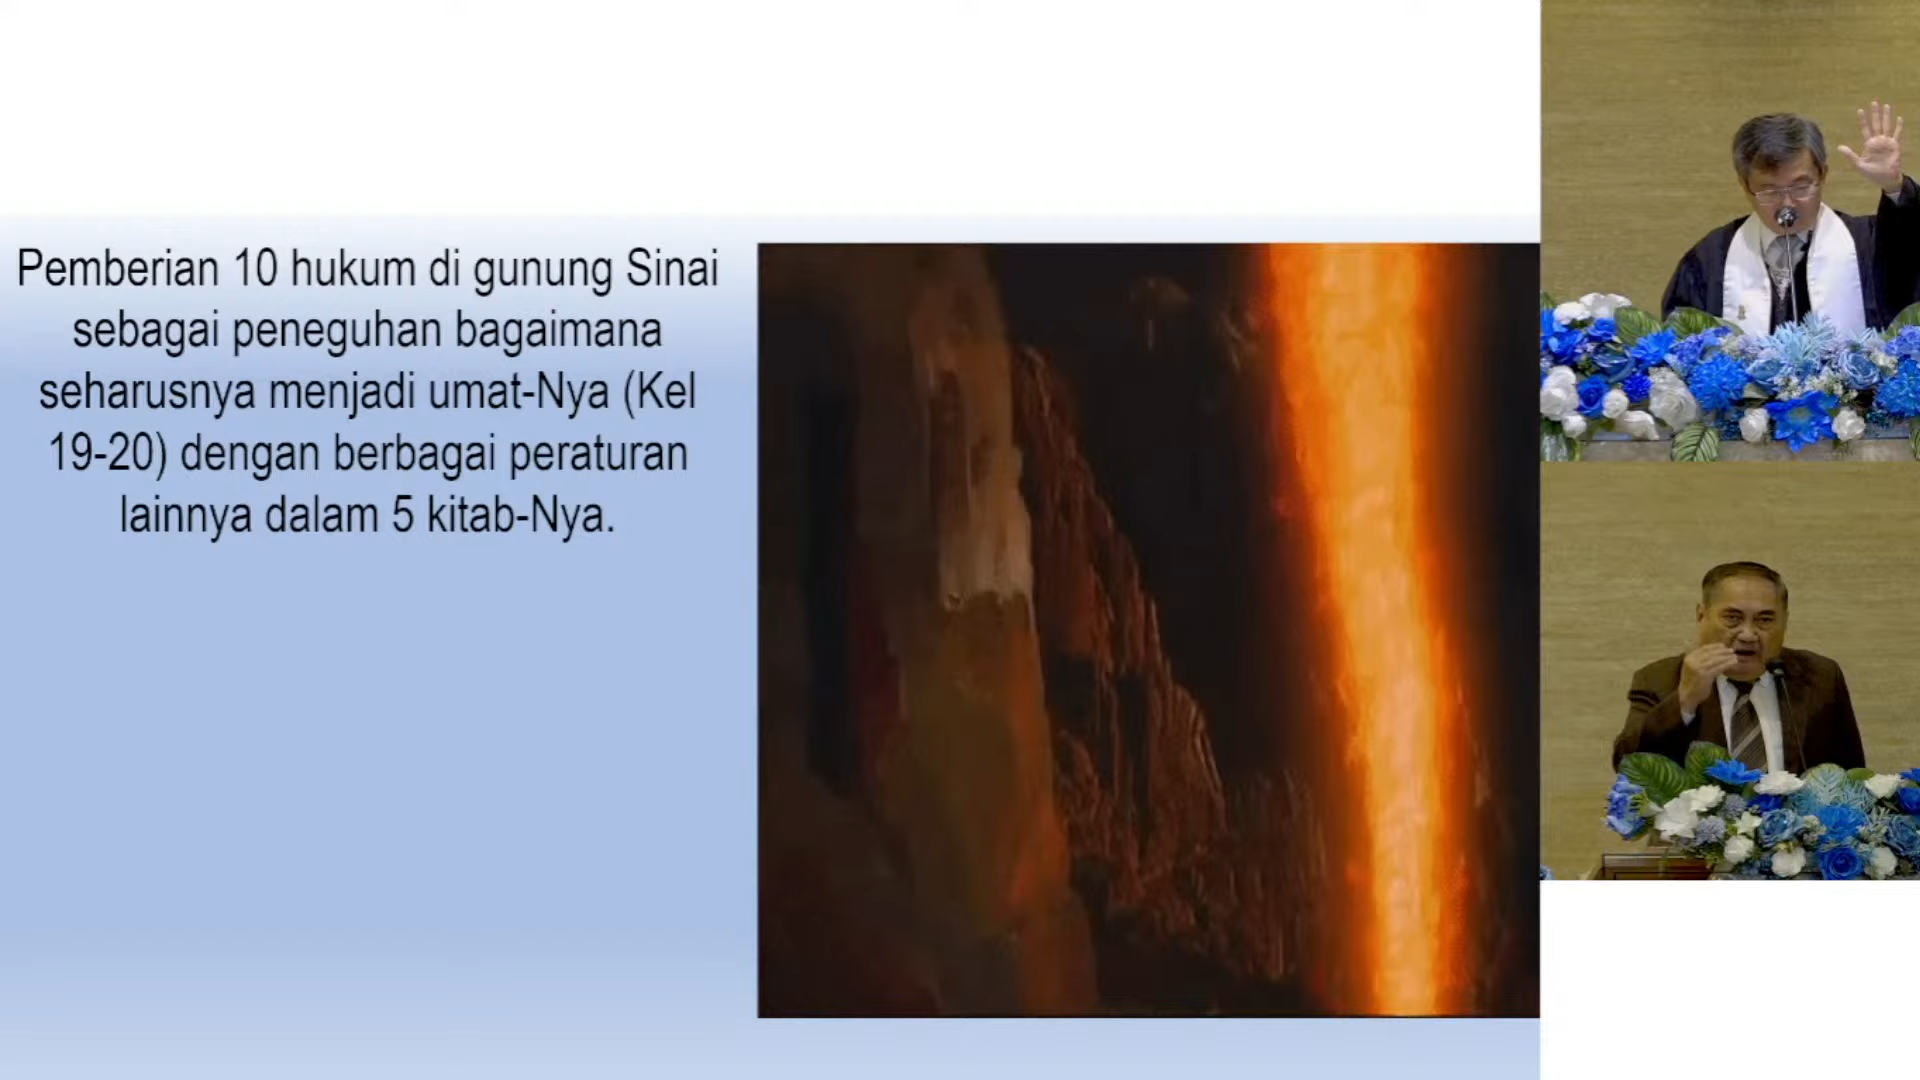 Pemberian 10 hukum di gunung Sinai
sebagai peneguhan bagaimana
seharusnya menjadi umat-Nya (Kel
19-20) dengan berbagai peraturan
lainnya dalam 5 kitab-Nya.